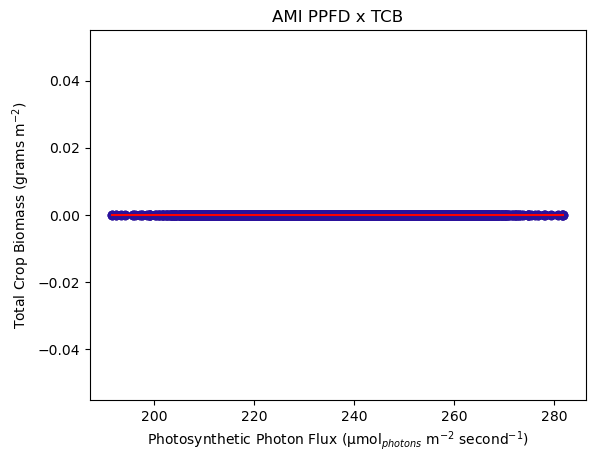 AMI PPFD x TCB
Total Crop Biomass (grams m⁻²)
0.04
0.02
0.00
−0.02
−0.04
200 220 240 260 280
Photosynthetic Photon Flux (μmol_photons m⁻² second⁻¹)